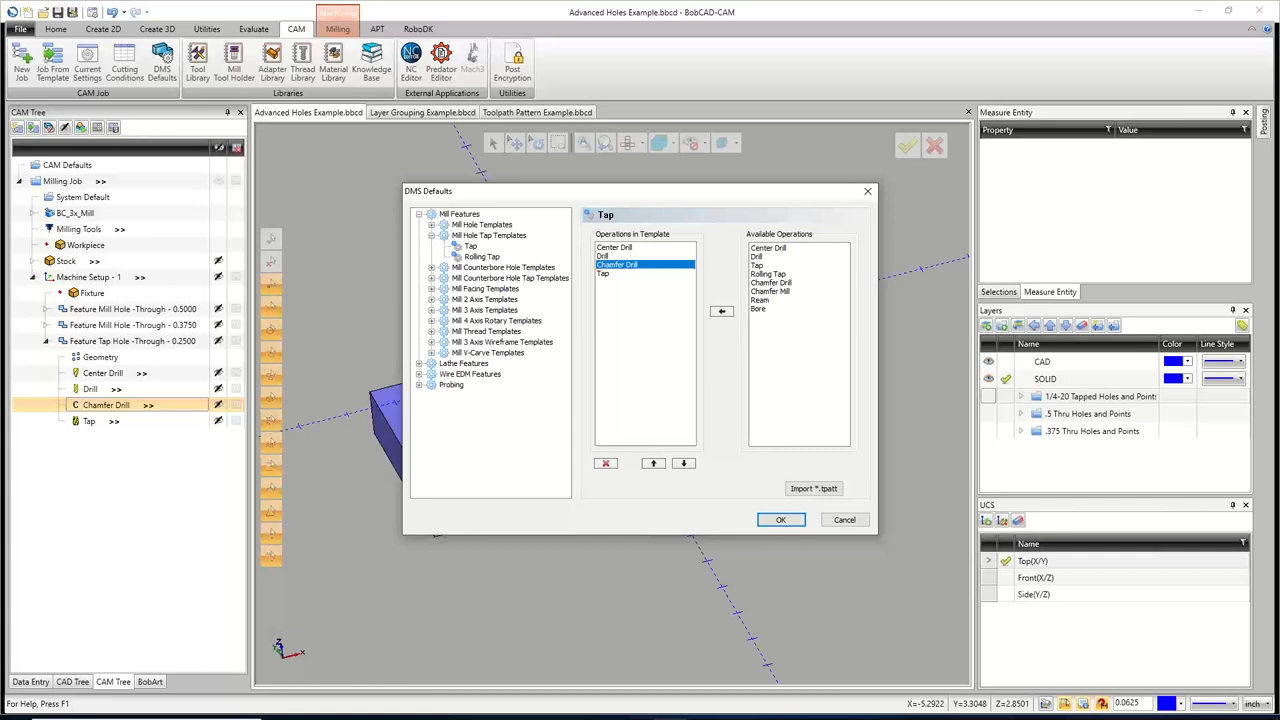 Advanced Holes Example.bbcd - BobCAD-CAM
File
Home
Create 2D
Create 3D
Utilities
Evaluate
CAM
Milling
APT
RoboDK
New Job
Job From Template
Current Settings
Cutting Conditions
DMS Defaults
Tool Library
Mill Tool Holder
Adapter Library
Thread Library
Material Library
Knowledge Base
NC Editor
Predator Editor
Mach3
Post Encryption
CAM Job
Libraries
External Applications
Utilities
CAM Tree
CAM Defaults
Milling Job >>
System Default
BC_3x_Mill
Milling Tools >>
Workpiece
Stock >>
Machine Setup - 1 >>
Fixture
Feature Mill Hole -Through - 0.5000
Feature Mill Hole -Through - 0.3750
Feature Tap Hole -Through - 0.2500
Geometry
Center Drill >>
Drill >>
C Chamfer Drill >>
Tap >>
Data Entry
CAD Tree
CAM Tree
BobArt
Advanced Holes Example.bbcd
Layer Grouping Example.bbcd
Toolpath Pattern Example.bbcd
DMS Defaults
Mill Features
Mill Hole Templates
Mill Hole Tap Templates
Tap
Rolling Tap
Mill Counterbore Hole Templates
Mill Counterbore Hole Tap Templates
Mill Facing Templates
Mill 2 Axis Templates
Mill 3 Axis Templates
Mill 4 Axis Rotary Templates
Mill Thread Templates
Mill 3 Axis Wireframe Templates
Mill V-Carve Templates
Lathe Features
Wire EDM Features
Probing
Tap
Operations in Template
Center Drill
Drill
Chamfer Drill
Tap
Available Operations
Center Drill
Drill
Tap
Rolling Tap
Chamfer Drill
Chamfer Mill
Ream
Bore
Import *.tpatt
OK
Cancel
Z
X
Measure Entity
Property
Value
Posting
Selections
Measure Entity
Layers
Name
Color
Line Style
CAD
SOLID
1/4-20 Tapped Holes and Points
.5 Thru Holes and Points
.375 Thru Holes and Points
UCS
Name
Top(X/Y)
Front(X/Z)
Side(Y/Z)
For Help, Press F1
X=-5.2922
Y=3.3048
Z=2.8501
0.0625
inch